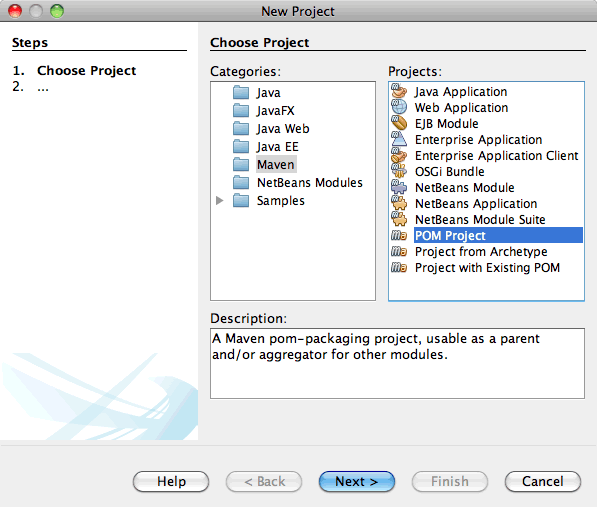 New Project
Steps
1. Choose Project
2. ...
Choose Project
Categories:
Java
JavaFX
Java Web
Java EE
Maven
NetBeans Modules
Samples
Projects:
Java Application
Web Application
EJB Module
Enterprise Application
Enterprise Application Client
OSGi Bundle
NetBeans Module
NetBeans Application
NetBeans Module Suite
POM Project
Project from Archetype
Project with Existing POM
Description:
A Maven pom-packaging project, usable as a parent
and/or aggregator for other modules.
Help
< Back
Next >
Finish
Cancel